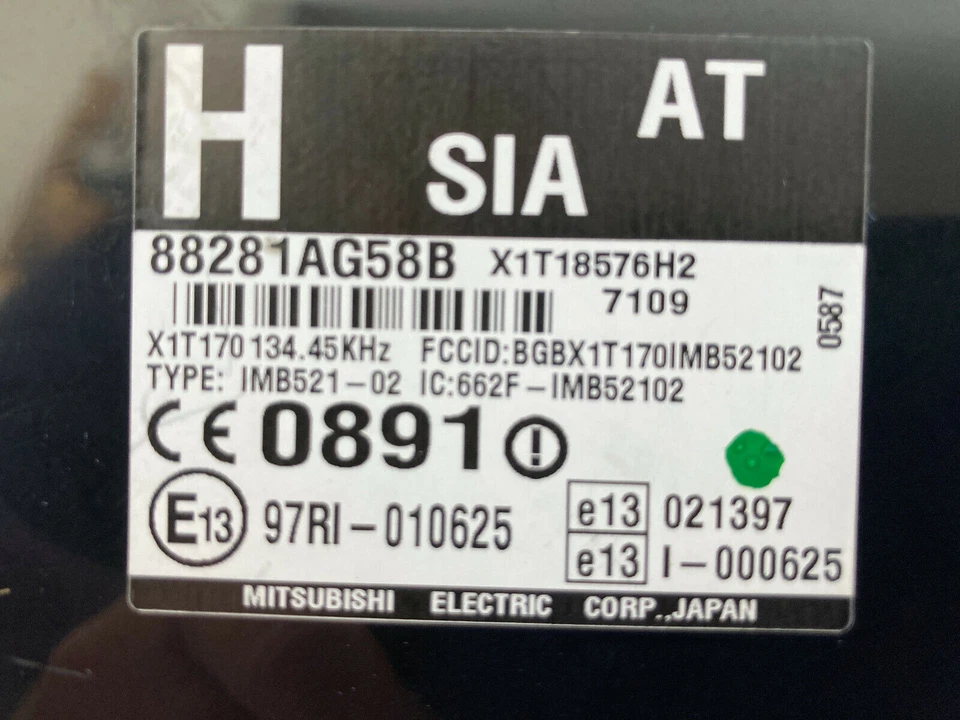 H
AT
SIA
88281AG58B X1T18576H2
7109
0587
X1T170 134.45KHz FCCID:BGBX1T170IMB52102
TYPE: IMB521-02 IC:662F-IMB52102
CE 0891 !
E13 97RI-010625
e13 021397
e13 I-000625
MITSUBISHI ELECTRIC CORP.,JAPAN